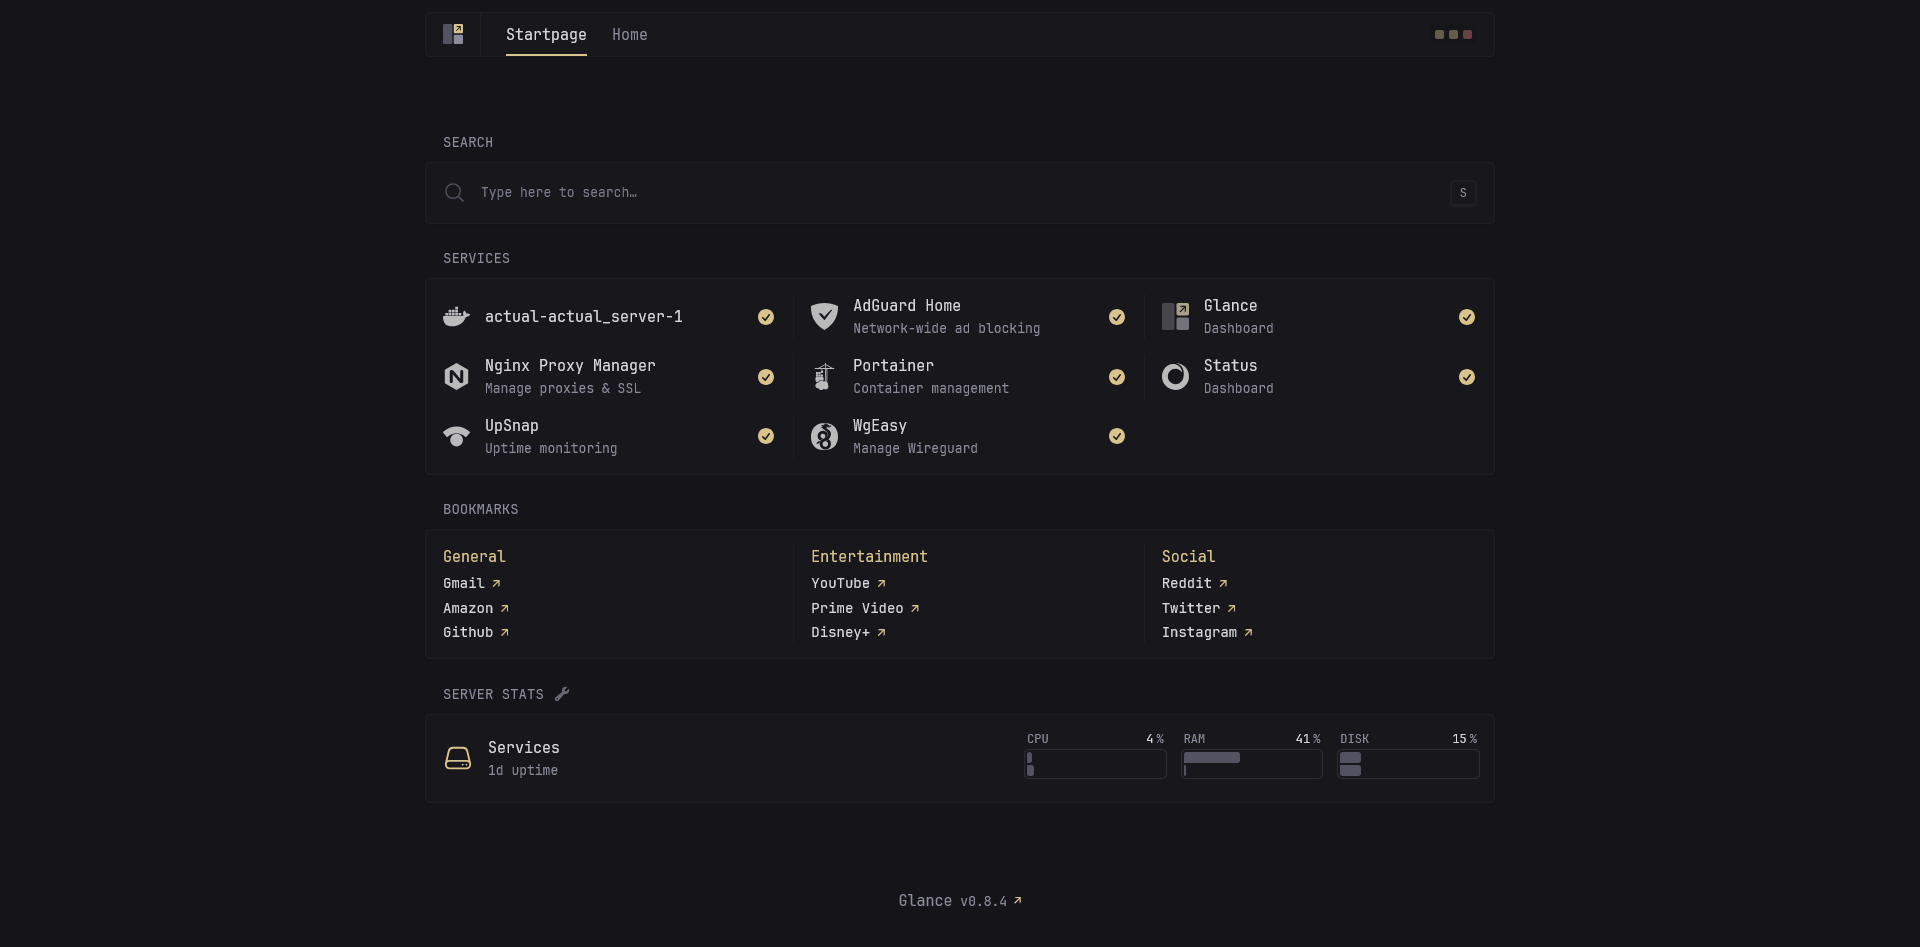 Startpage Home
SEARCH
Type here to search…
S
SERVICES
actual-actual_server-1
AdGuard Home
Network-wide ad blocking
Glance
Dashboard
Nginx Proxy Manager
Manage proxies & SSL
Portainer
Container management
Status
Dashboard
UpSnap
Uptime monitoring
WgEasy
Manage Wireguard
BOOKMARKS
General
Gmail
Amazon
Github
Entertainment
YouTube
Prime Video
Disney+
Social
Reddit
Twitter
Instagram
SERVER STATS
Services
1d uptime
CPU 4 %
RAM 41 %
DISK 15 %
Glance v0.8.4